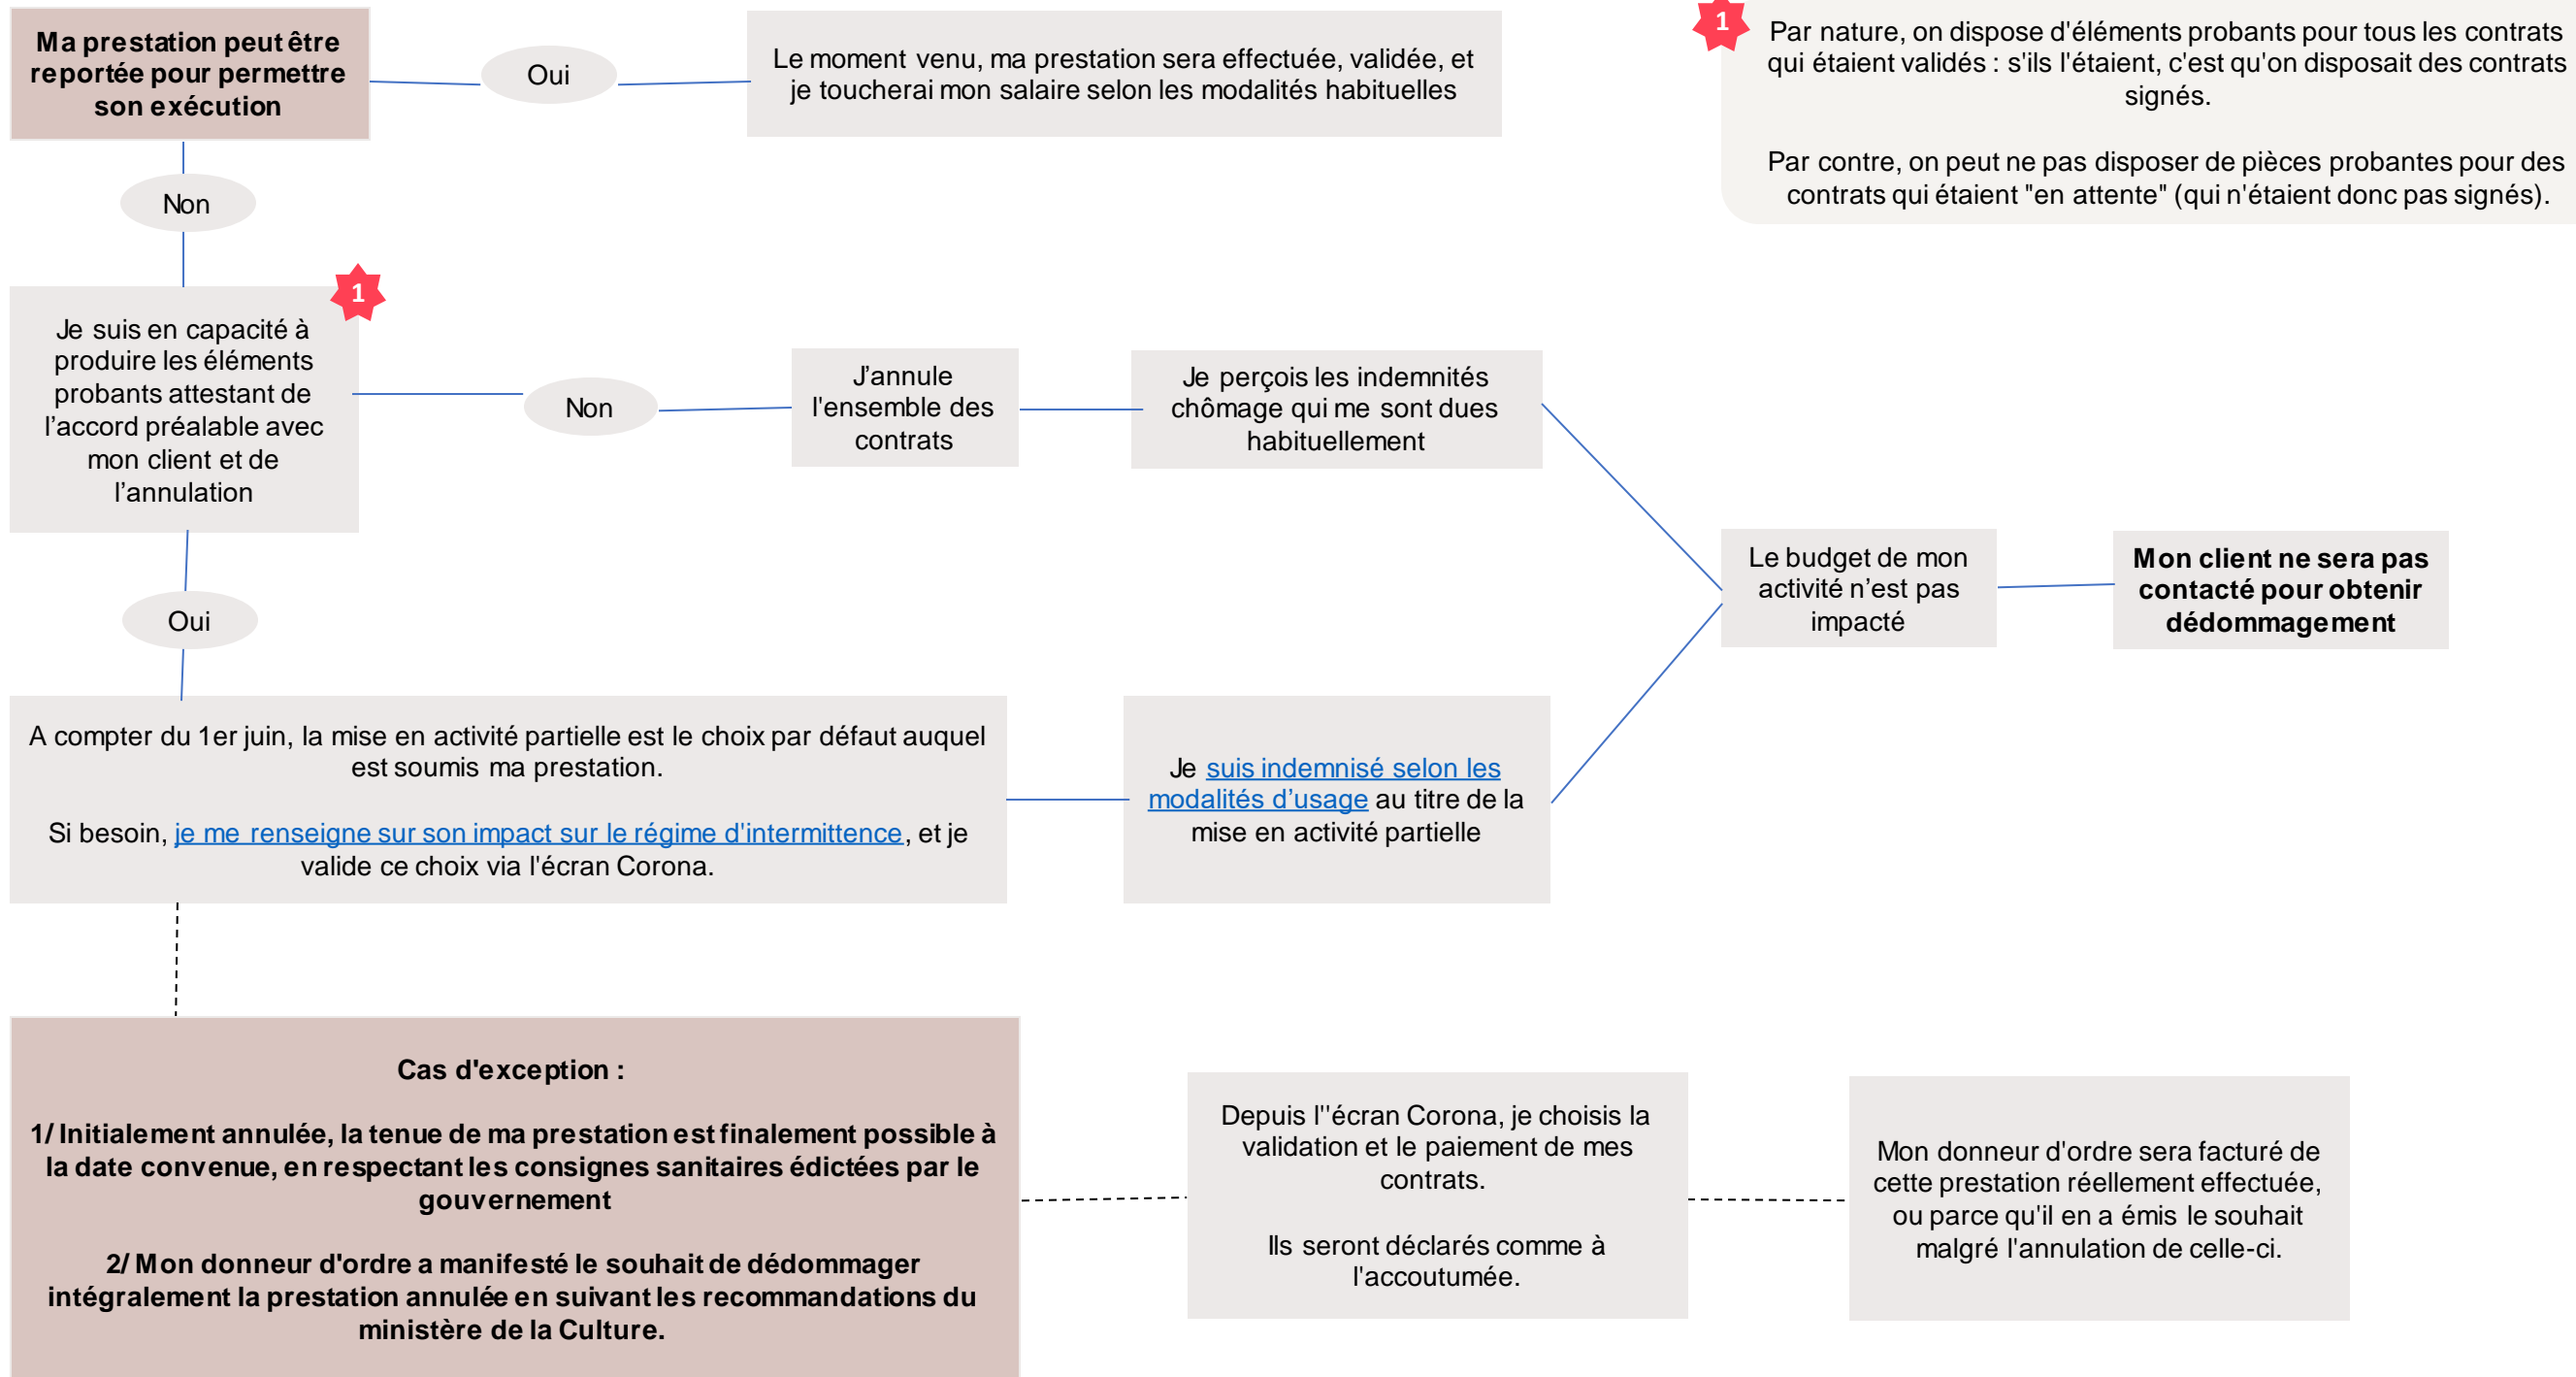 Ma prestation peut être
reportée pour permettre
son exécution
Oui
Le moment venu, ma prestation sera effectuée, validée, et
je toucherai mon salaire selon les modalités habituelles
1
Par nature, on dispose d'éléments probants pour tous les contrats
qui étaient validés : s'ils l'étaient, c'est qu'on disposait des contrats
signés.
Par contre, on peut ne pas disposer de pièces probantes pour des
contrats qui étaient "en attente" (qui n'étaient donc pas signés).
Non
1
Je suis en capacité à
produire les éléments
probants attestant de
l’accord préalable avec
mon client et de
l’annulation
Non
J’annule
l'ensemble des
contrats
Je perçois les indemnités
chômage qui me sont dues
habituellement
Le budget de mon
activité n’est pas
impacté
Mon client ne sera pas
contacté pour obtenir
dédommagement
Oui
A compter du 1er juin, la mise en activité partielle est le choix par défaut auquel
est soumis ma prestation.
Si besoin, je me renseigne sur son impact sur le régime d'intermittence, et je
valide ce choix via l'écran Corona.
Je suis indemnisé selon les
modalités d’usage au titre de la
mise en activité partielle
Cas d'exception :
1/ Initialement annulée, la tenue de ma prestation est finalement possible à
la date convenue, en respectant les consignes sanitaires édictées par le
gouvernement
2/ Mon donneur d'ordre a manifesté le souhait de dédommager
intégralement la prestation annulée en suivant les recommandations du
ministère de la Culture.
Depuis l''écran Corona, je choisis la
validation et le paiement de mes
contrats.
Ils seront déclarés comme à
l'accoutumée.
Mon donneur d'ordre sera facturé de
cette prestation réellement effectuée,
ou parce qu'il en a émis le souhait
malgré l'annulation de celle-ci.